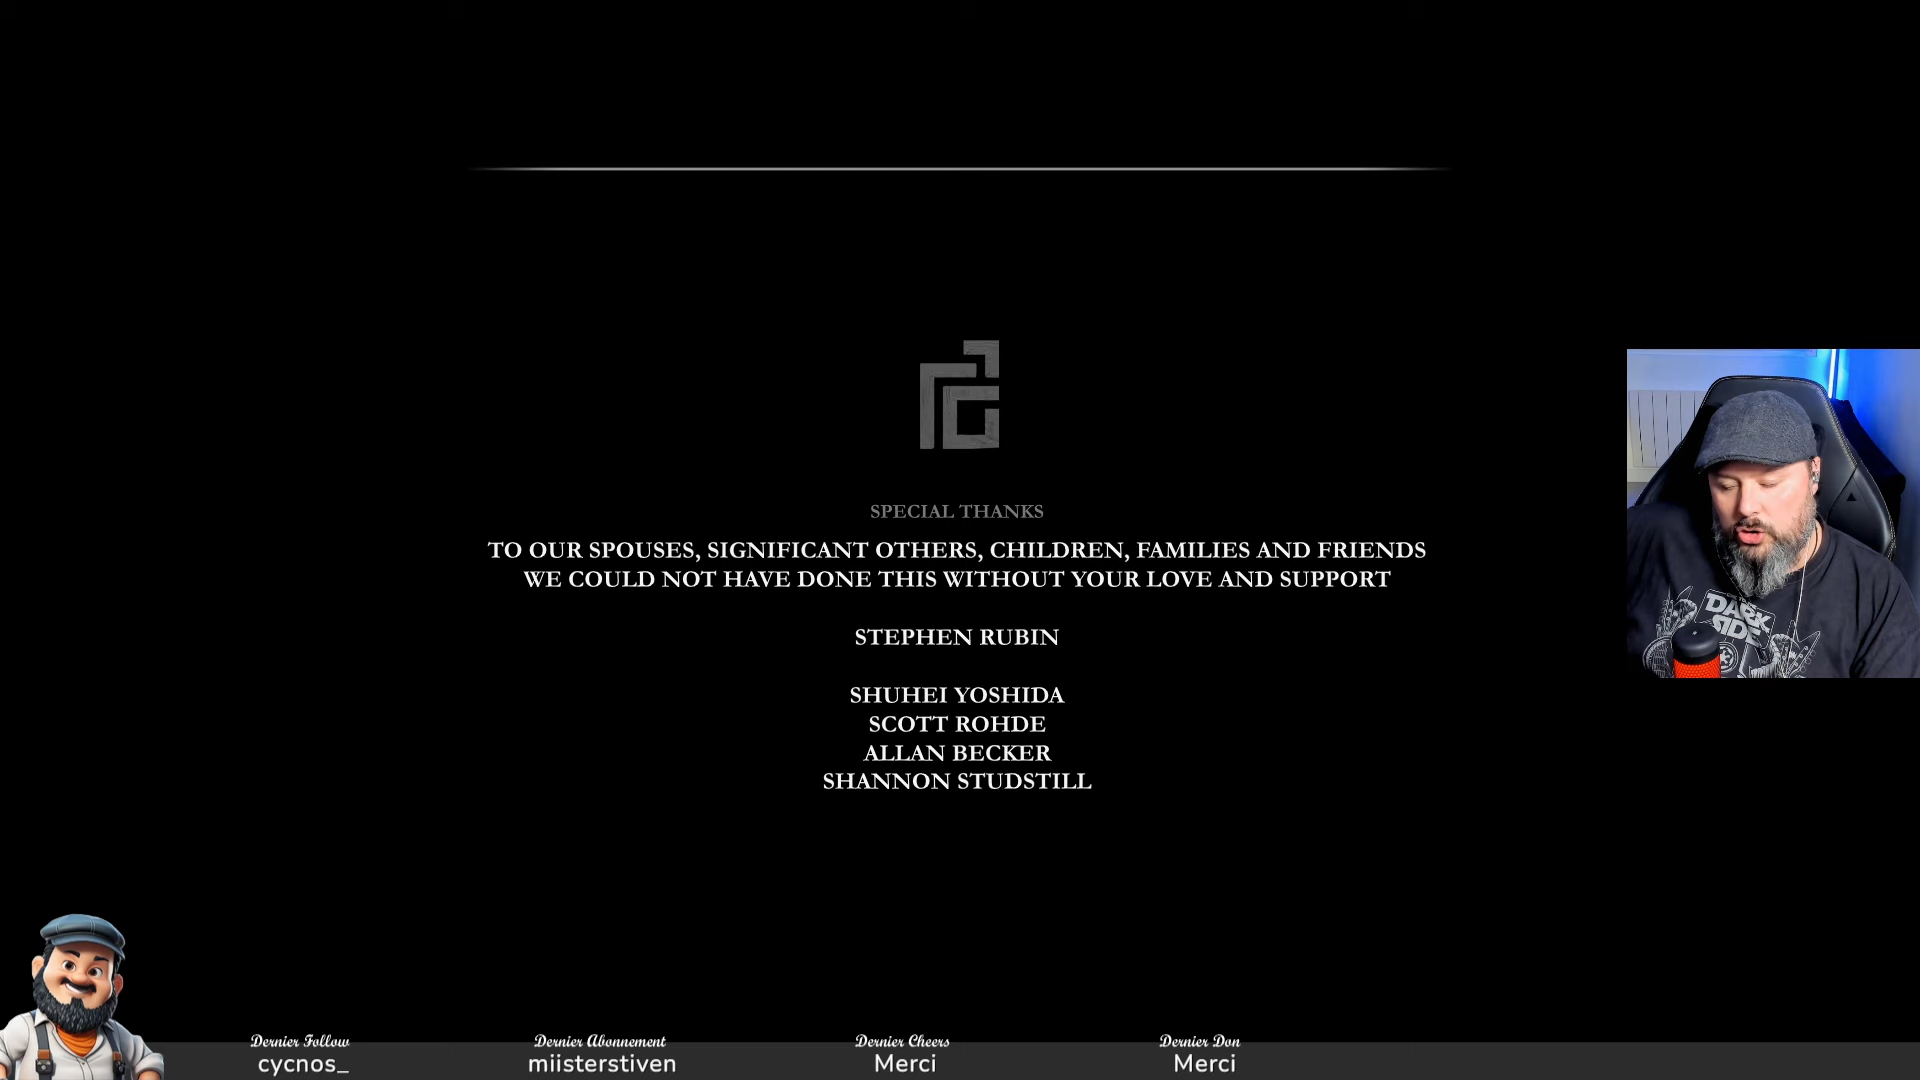 SPECIAL THANKS
TO OUR SPOUSES, SIGNIFICANT OTHERS, CHILDREN, FAMILIES AND FRIENDS
WE COULD NOT HAVE DONE THIS WITHOUT YOUR LOVE AND SUPPORT
STEPHEN RUBIN
SHUHEI YOSHIDA
SCOTT ROHDE
ALLAN BECKER
SHANNON STUDSTILL
DARK
SIDE
Dernier Follow
cycnos_
Dernier Abonnement
miisterstiven
Dernier Cheers
Merci
Dernier Don
Merci